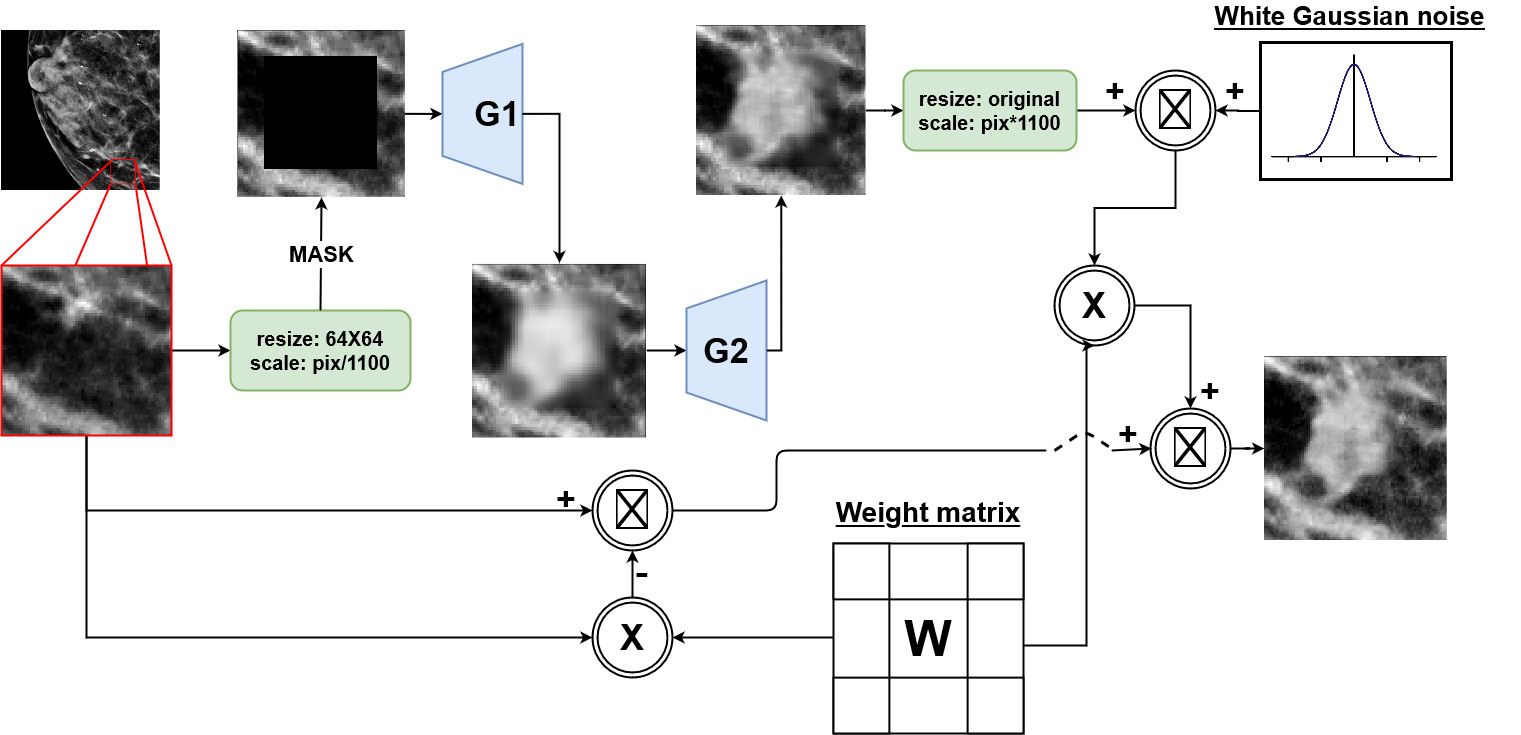 White Gaussian noise
G1
resize: original
scale: pix*1100
+
+
MASK
resize: 64X64
scale: pix/1100
G2
X
+
+
+
-
X
Weight matrix
W